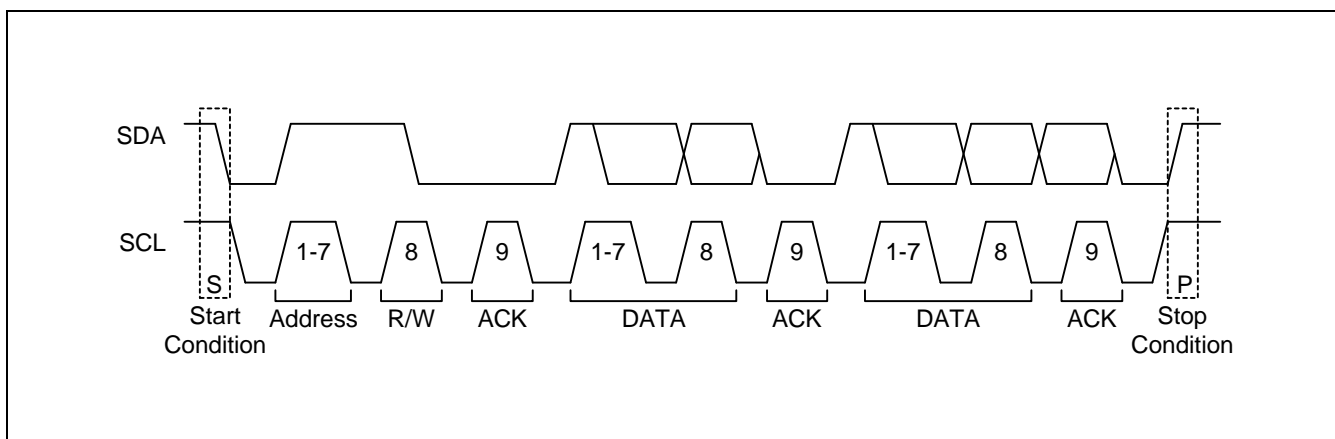 SDA
SCL
1-7 8 9 1-7 8 9 1-7 8 9
S P
Start Condition
Address R/W ACK DATA ACK DATA ACK
Stop Condition